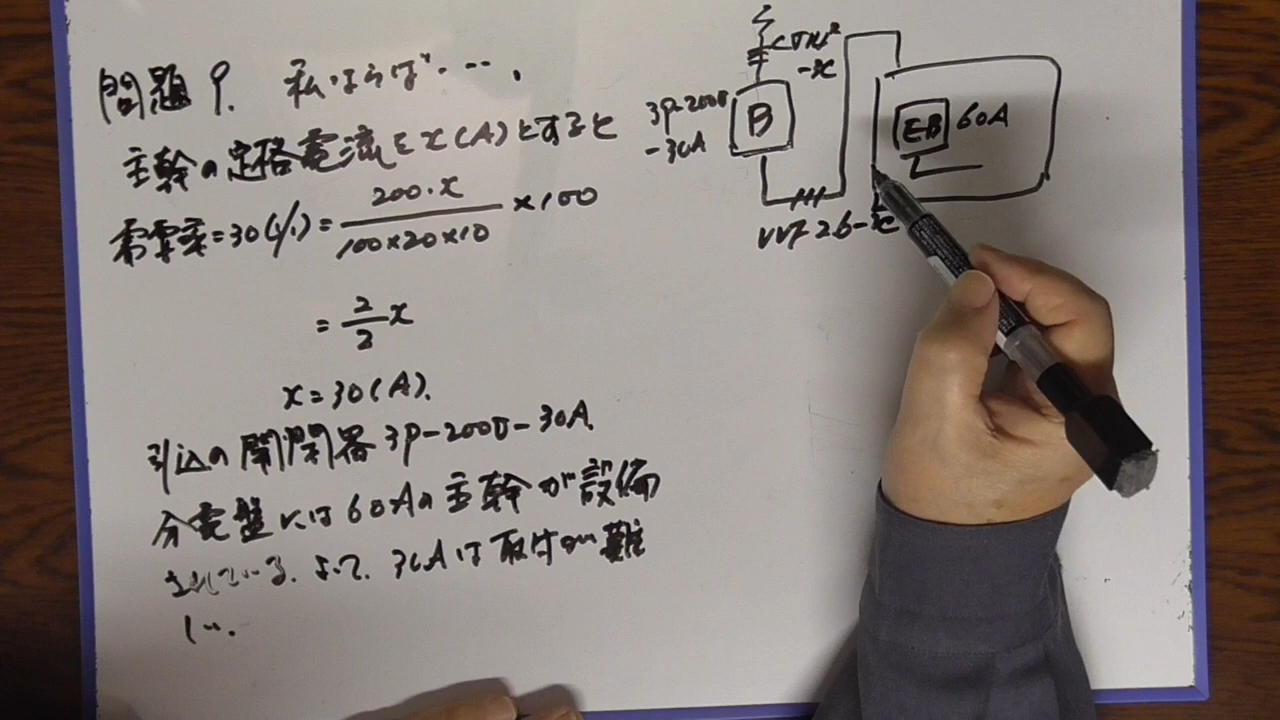 問題9. 私ならば…,
主幹の定格電流をx(A)とすると
需要率=30(%)=200・x/100×20×10×100
=2/2x
x=30(A).
引込の開閉器3P-200V-30A.
分電盤には60Aの主幹が設備
されている. よって. 30Aは取付が難
しい.
CVT14²
3P-200V
-30A
B
EB 60A
VVF2.6-3C